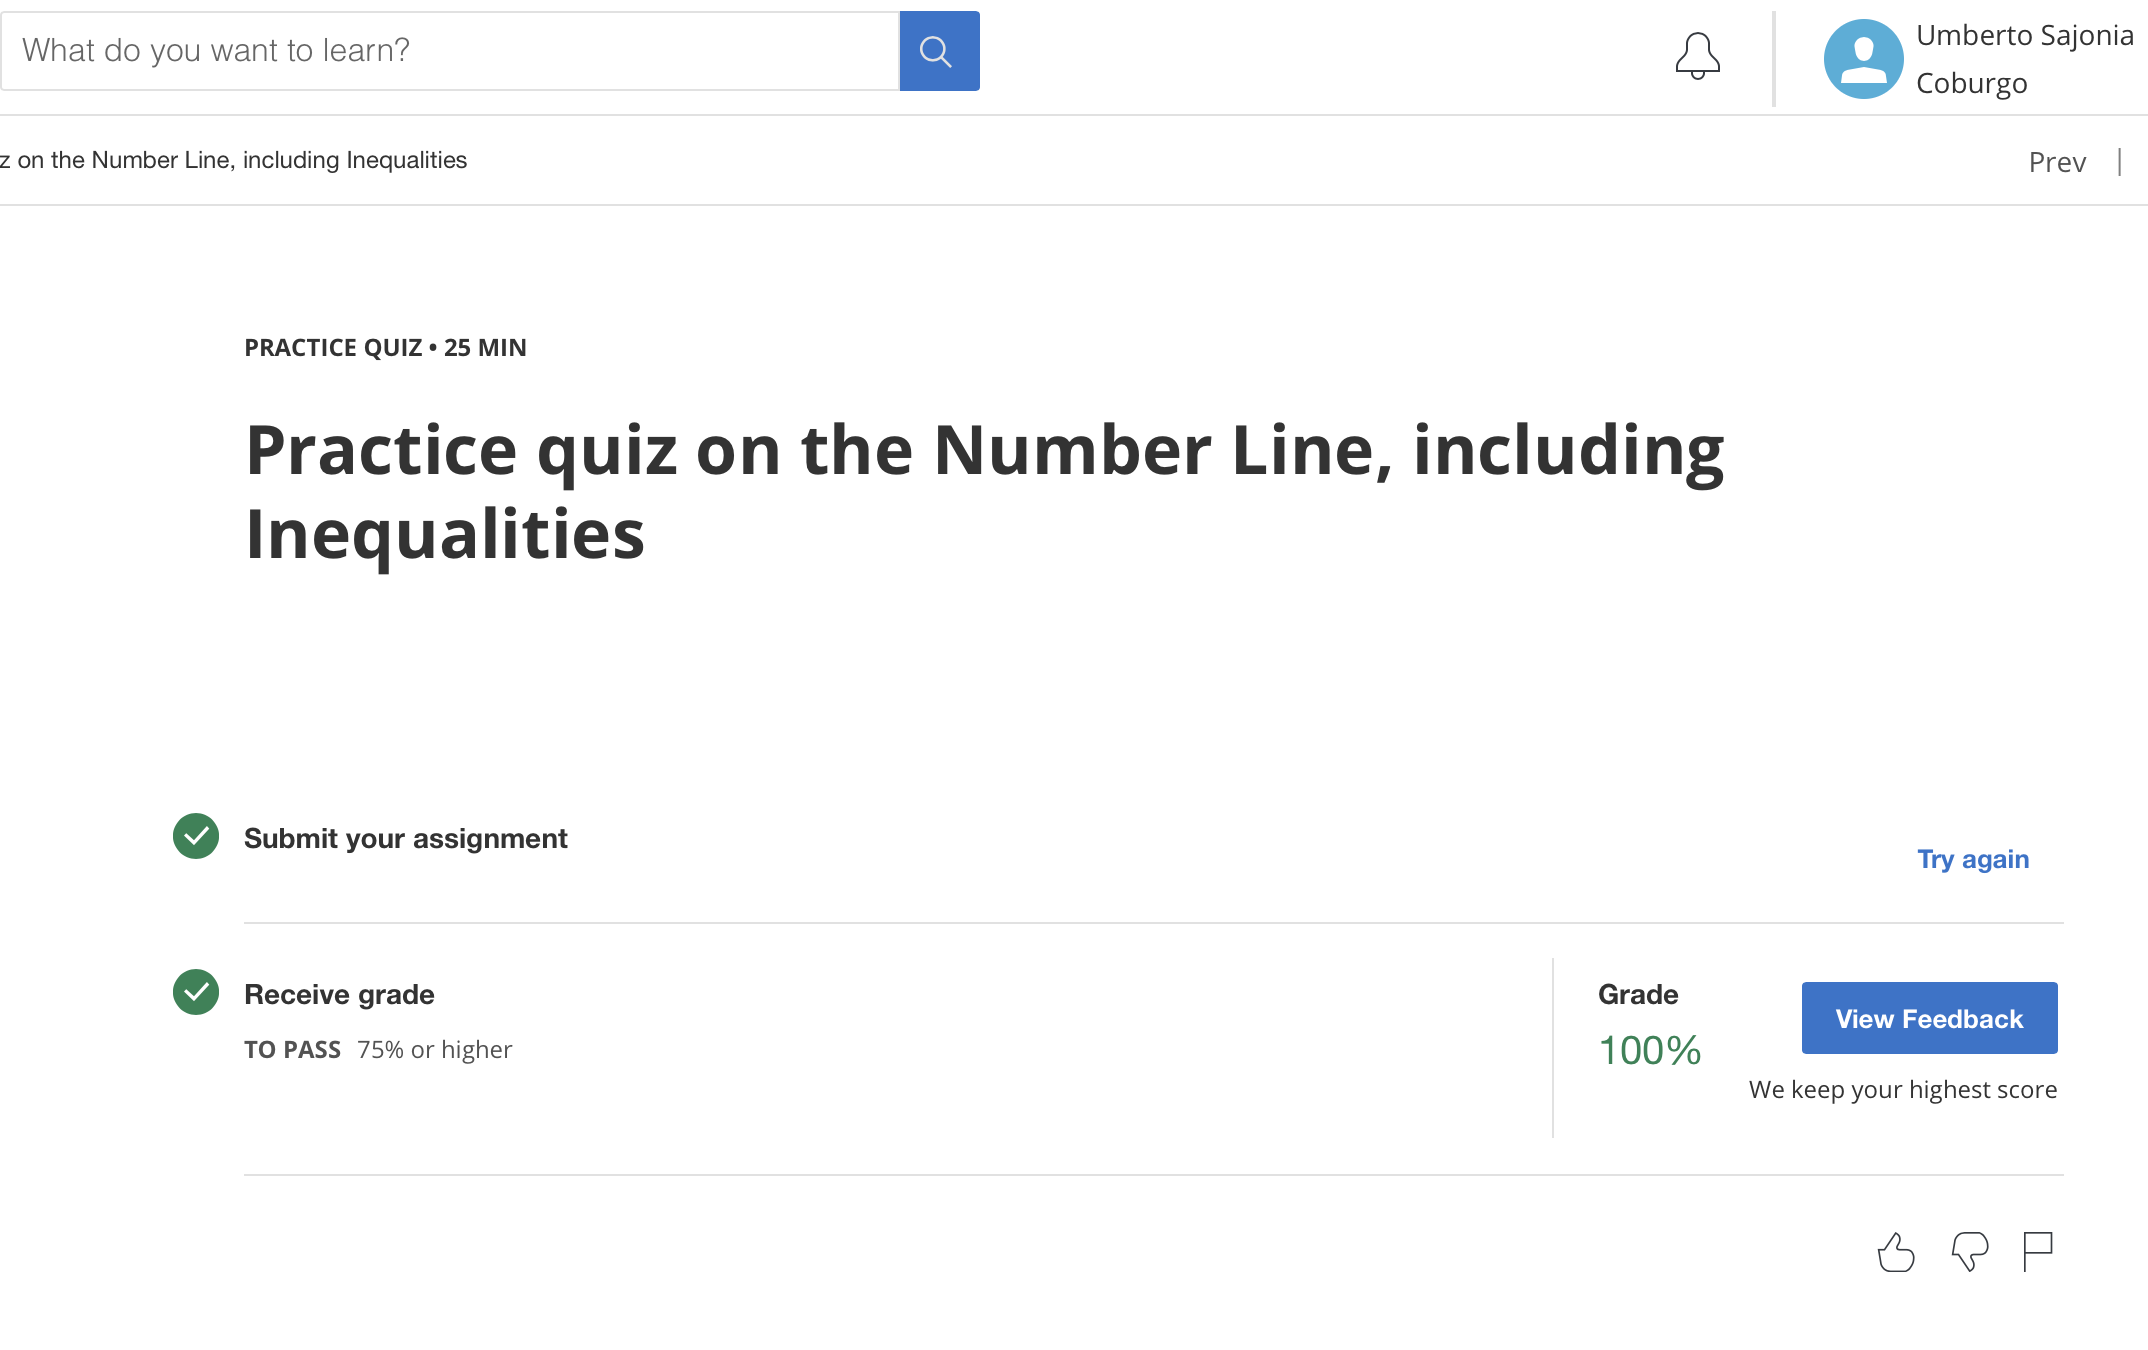 What do you want to learn?
Umberto Sajonia
Coburgo
z on the Number Line, including Inequalities
Prev |
PRACTICE QUIZ • 25 MIN
Practice quiz on the Number Line, including
Inequalities
Submit your assignment
Try again
Receive grade
TO PASS 75% or higher
Grade
100%
View Feedback
We keep your highest score